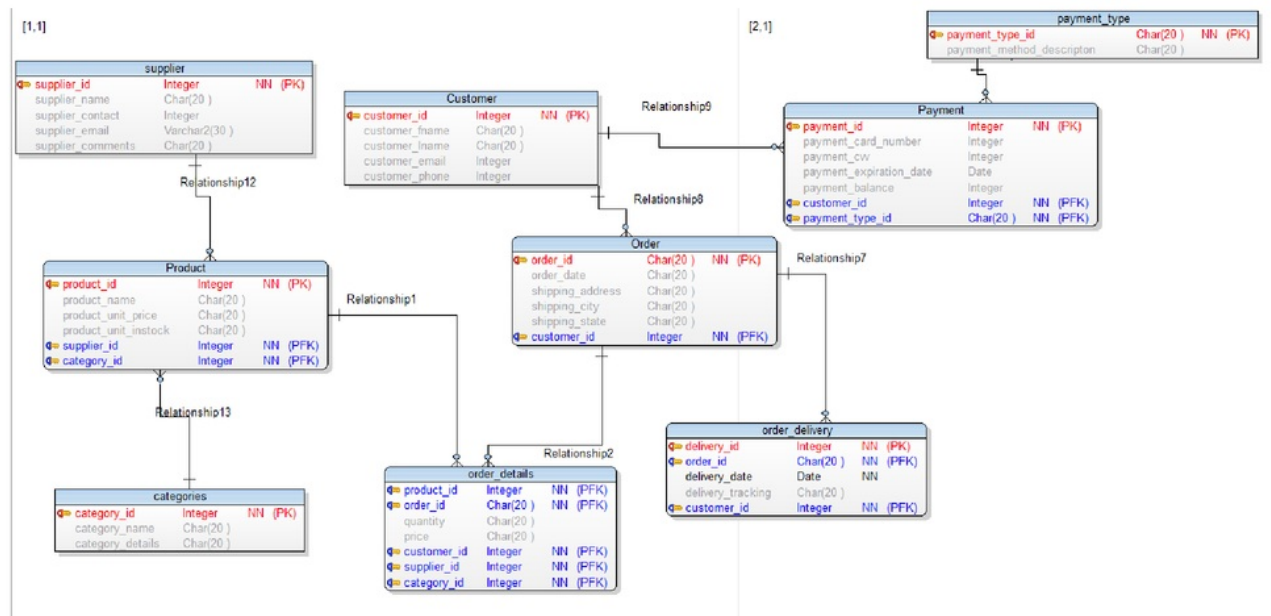 [1,1]
[2,1]
payment_type
payment_type_id Char(20 ) NN (PK)
payment_method_descripton Char(20 )
supplier
supplier_id Integer NN (PK)
supplier_name Char(20 )
supplier_contact Integer
supplier_email Varchar2(30 )
supplier_comments Char(20 )
Customer
customer_id Integer NN (PK)
customer_fname Char(20 )
customer_lname Char(20 )
customer_email Integer
customer_phone Integer
Relationship9
Payment
payment_id Integer NN (PK)
payment_card_number Integer
payment_cw Integer
payment_expiration_date Date
payment_balance Integer
customer_id Integer NN (PFK)
payment_type_id Char(20 ) NN (PFK)
Relationship12
Relationship8
Order
order_id Char(20 ) NN (PK)
order_date Char(20 )
shipping_address Char(20 )
shipping_city Char(20 )
shipping_state Char(20 )
customer_id Integer NN (PFK)
Relationship7
Product
product_id Integer NN (PK)
product_name Char(20 )
product_unit_price Char(20 )
product_unit_instock Char(20 )
supplier_id Integer NN (PFK)
category_id Integer NN (PFK)
Relationship1
Relationship13
Relationship2
order_delivery
delivery_id Integer NN (PK)
order_id Char(20 ) NN (PFK)
delivery_date Date NN
delivery_tracking Char(20 )
customer_id Integer NN (PFK)
order_details
product_id Integer NN (PFK)
order_id Char(20 ) NN (PFK)
quantity Char(20 )
price Char(20 )
customer_id Integer NN (PFK)
supplier_id Integer NN (PFK)
category_id Integer NN (PFK)
categories
category_id Integer NN (PK)
category_name Char(20 )
category_details Char(20 )